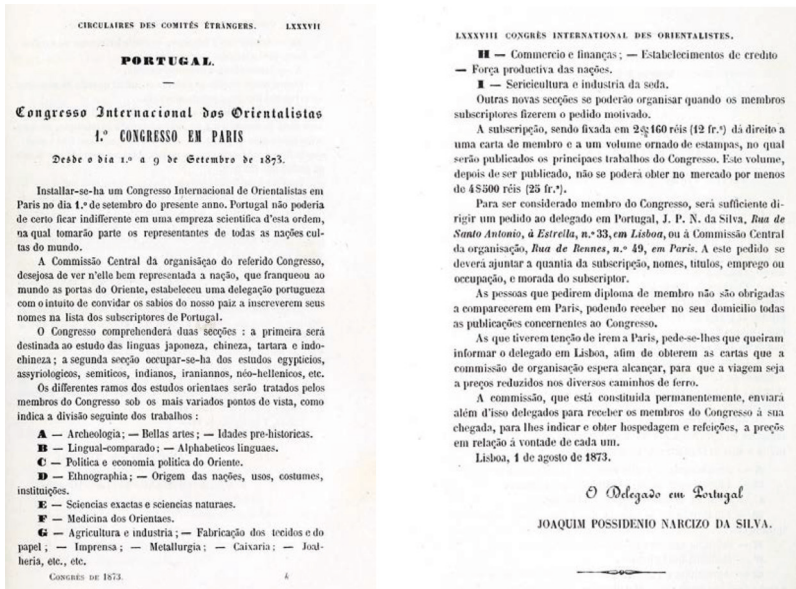 CIRCULAIRES DES COMITÉS ÉTRANGERS. LXXXVII
PORTUGAL.
Congresso Internacional dos Orientalistas
1.º CONGRESSO EM PARIS
Desde o dia 1.º a 9 de Setembro de 1873.
Installar-se-ha um Congresso Internacional de Orientalistas em
Paris no dia 1.º de setembro do presente anno. Portugal não poderia
de certo ficar indifferente em uma empreza scientifica d'esta ordem,
na qual tomarão parte os representantes de todas as nações cul-
tas do mundo.
A Commissão Central da organisãçao do referido Congresso,
desejosa de ver n'elle bem representada a nação, que franqueou ao
mundo as portas do Oriente, estabeleceu uma delegação portugueza
com o intuito de convidar os sabios do nosso paiz a inscreverem seus
nomes na lista dos subscriptores de Portugal.
O Congresso comprehenderá duas secções : a primeira será
destinada ao estudo das linguas japoneza, chineza, tartara e indo-
chineza ; a segunda secção occupar-se-ha dos estudos egypticios,
assyriologicos, semiticos, indianos, iraniannos, néo-hellenicos, etc.
Os differentes ramos dos estudos orientaes serão tratados pelos
membros do Congresso sob os mais variados pontos de vista, como
indica a divisão seguinte dos trabalhos :
A — Archeologia; — Bellas artes; — Idades pre-historicas.
B — Lingual-comparado; — Alphabeticos linguaes.
C — Politica e economia politica do Oriente.
D — Ethnographia; — Origem das nações, usos, costumes,
instituições.
E — Sciencias exactas e sciencias naturaes.
F — Medicina dos Orientaes.
G — Agricultura e industria; — Fabricação dos tecidos e do
papel ; — Imprensa ; — Metallurgia ; — Caixaria ; — Joal-
heria, etc., etc.
CONGRÈS DE 1873. k
LXXXVIII CONGRÈS INTERNATIONAL DES ORIENTALISTES.
H — Commercio e finanças ; — Estabelecimentos de credito
— Força productiva das nações.
I — Sericicultura e industria da seda.
Outras novas secções se poderão organisar quando os membros
subscriptores fizerem o pedido motivado.
A subscripção, sendo fixada em 2$160 réis (12 fr.ˢ) dá direito a
uma carta de membro e a um volume ornado de estampas, no qual
serão publicados os principaes trabalhos do Congresso. Este volume,
depois de ser publicado, não se poderá obter no mercado por menos
de 4$500 réis (25 fr.ˢ).
Para ser considerado membro do Congresso, será sufficiente di-
rigir um pedido ao delegado em Portugal, J. P. N. da Silva, Rua de
Santo Antonio, á Estrella, n.º 33, em Lisboa, ou á Commissão Central
da organisação, Rua de Rennes, n.º 49, em Paris. A este pedido se
deverá ajuntar a quantia da subscripção, nomes, titulos, emprego ou
occupação, e morada do subscriptor.
As pessoas que pedirem diploma de membro não são obrigadas
a comparecerem em Paris, podendo receber no seu domicilio todas
as publicações concernentes ao Congresso.
As que tiverem tenção de irem a Paris, pede-se-lhes que queiram
informar o delegado em Lisboa, afim de obterem as cartas que a
commissão de organisação espera alcançar, para que a viagem seja
a preços reduzidos nos diversos caminhos de ferro.
A commissão, que está constituida permanentemente, enviará
além d'isso delegados para receber os membros do Congresso á sua
chegada, para lhes indicar e obter hospedagem e refeições, a preçõs
em relação á vontade de cada um.
Lisboa, 1 de agosto de 1873.
O Delegado em Portugal
JOAQUIM POSSIDENIO NARCIZO DA SILVA.